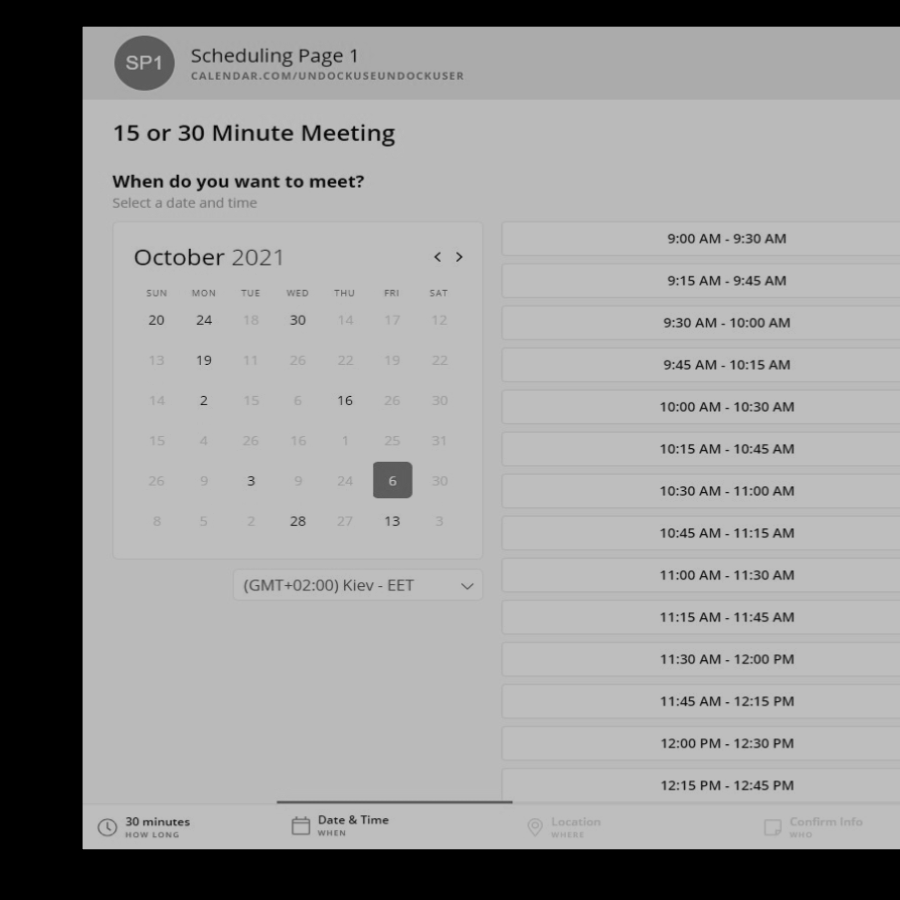 SP1
Scheduling Page 1
CALENDAR.COM/UNDOCKUSEUNDOCKUSER
15 or 30 Minute Meeting
When do you want to meet?
Select a date and time
October 2021
SUN MON TUE WED THU FRI SAT
20 24 18 30 14 17 12
13 19 11 26 22 19 22
14 2 15 6 16 26 30
15 4 26 16 1 25 31
26 9 3 9 24 6 30
8 5 2 28 27 13 3
(GMT+02:00) Kiev - EET
9:00 AM - 9:30 AM
9:15 AM - 9:45 AM
9:30 AM - 10:00 AM
9:45 AM - 10:15 AM
10:00 AM - 10:30 AM
10:15 AM - 10:45 AM
10:30 AM - 11:00 AM
10:45 AM - 11:15 AM
11:00 AM - 11:30 AM
11:15 AM - 11:45 AM
11:30 AM - 12:00 PM
11:45 AM - 12:15 PM
12:00 PM - 12:30 PM
12:15 PM - 12:45 PM
30 minutes
HOW LONG
Date & Time
WHEN
Location
WHERE
Confirm Info
WHO